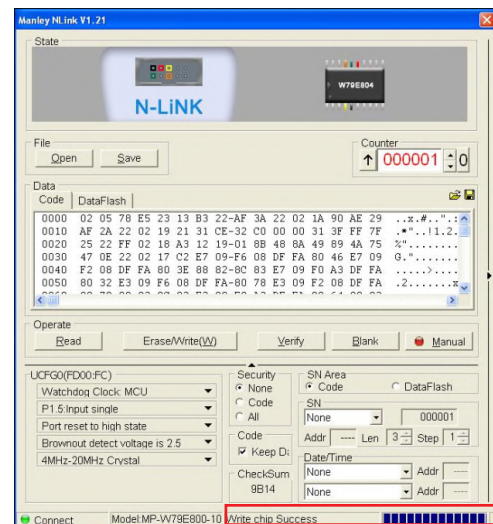 Manley NLink V1.21
State
N-LiNK
W79E804
File
Open
Save
Counter
000001
0
Data
Code
DataFlash
0000 02 05 78 E5 23 13 B3 22-AF 3A 22 02 1A 90 AE 29 ..x.#..".:
0010 AF 2A 22 02 19 21 31 CE-32 C0 00 00 31 3F FF 7F .*"..!1.2.
0020 25 22 FF 02 18 A3 12 19-01 8B 48 8A 49 89 4A 75 %"........
0030 47 0E 22 02 17 C2 E7 09-F6 08 DF FA 80 46 E7 09 G."........
0040 F2 08 DF FA 80 3E 88 82-8C 83 E7 09 F0 A3 DF FA .....>....
0050 80 32 E3 09 F6 08 DF FA-80 78 E3 09 F2 08 DF FA .2.......x
Operate
Read
Erase/Write(W)
Verify
Blank
Manual
UCFG0(FD00:FC)
Watchdog Clock: MCU
P1.5:Input single
Port reset to high state
Brownout detect voltage is 2.5
4MHz-20MHz Crystal
Security
None
Code
All
Code
Keep Da
CheckSum
9B14
SN Area
Code
DataFlash
SN
None
000001
Addr ---- Len 3 Step 1
Date/Time
None
Addr ----
None
Addr ----
Connect
Model:MP-W79E800-10
Write chip Success